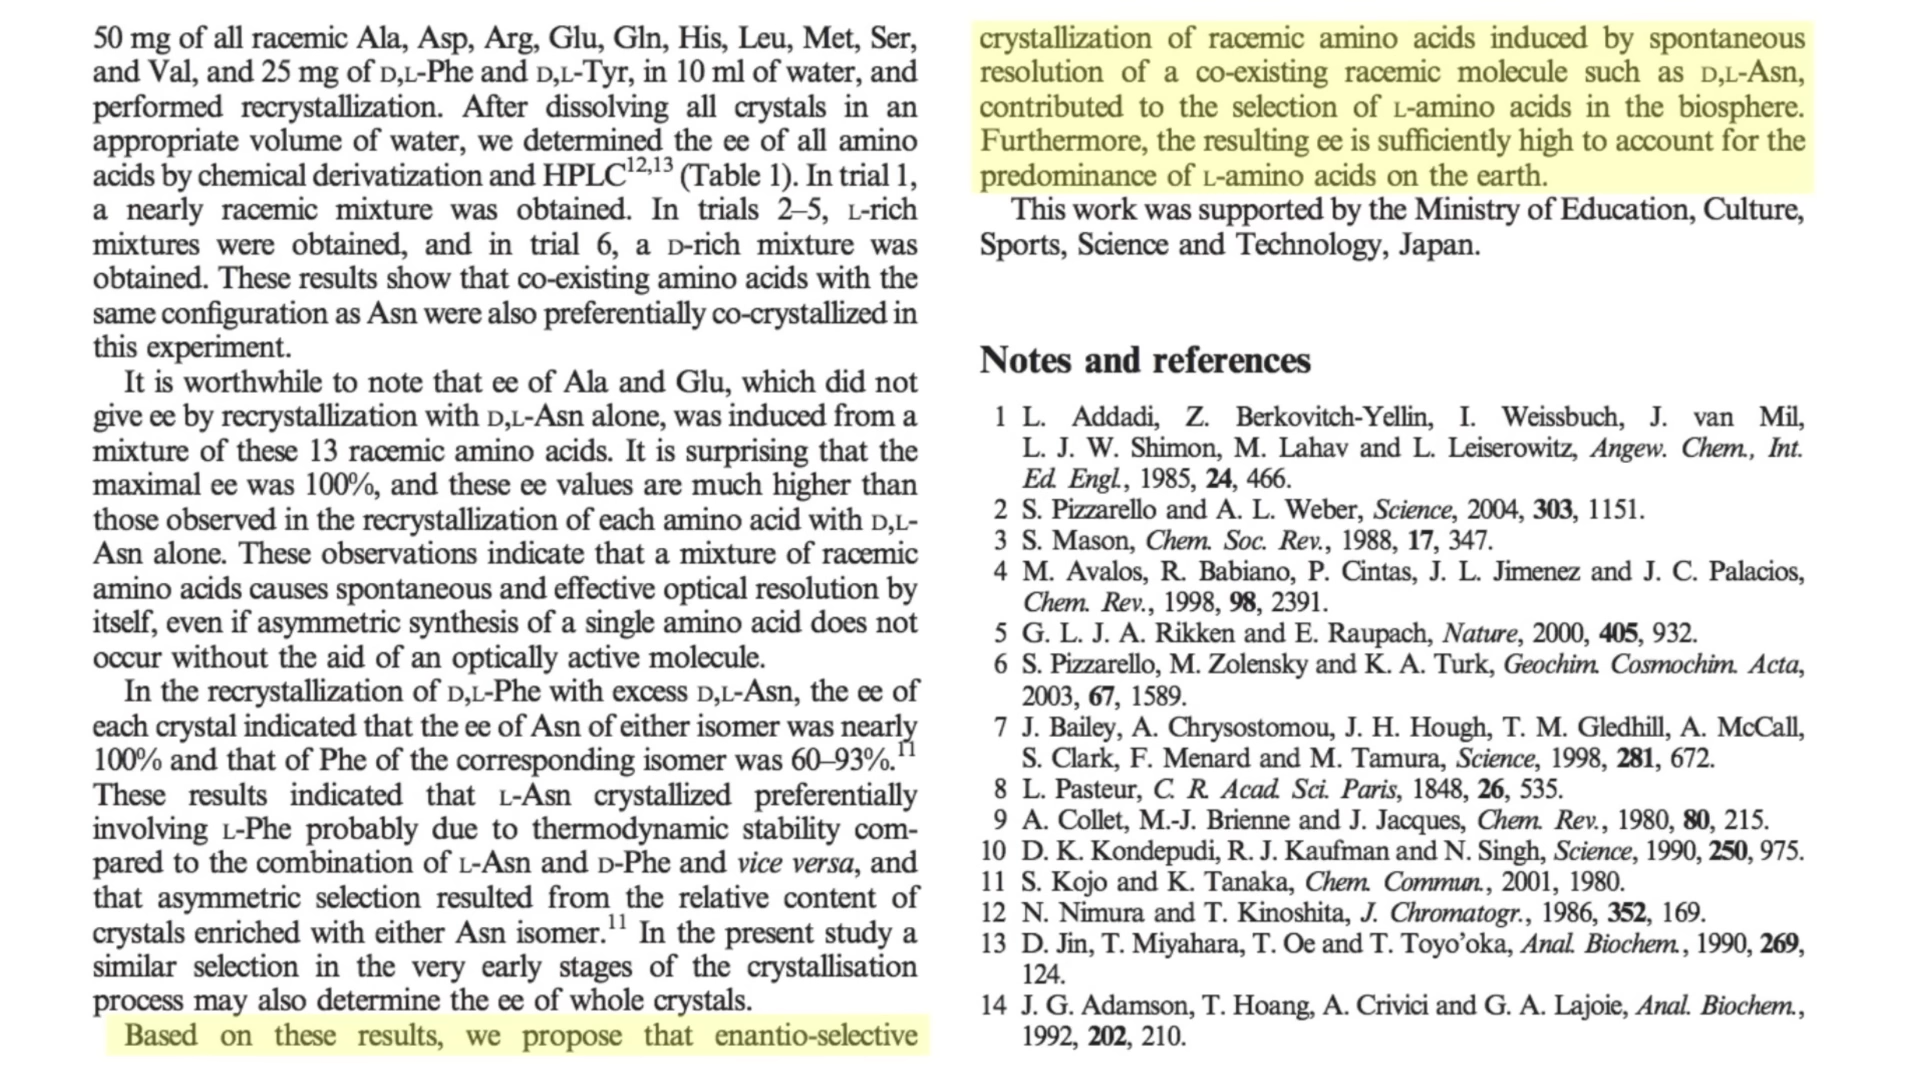 50 mg of all racemic Ala, Asp, Arg, Glu, Gln, His, Leu, Met, Ser,
and Val, and 25 mg of D,L-Phe and D,L-Tyr, in 10 ml of water, and
performed recrystallization. After dissolving all crystals in an
appropriate volume of water, we determined the ee of all amino
acids by chemical derivatization and HPLC12,13 (Table 1). In trial 1,
a nearly racemic mixture was obtained. In trials 2–5, L-rich
mixtures were obtained, and in trial 6, a D-rich mixture was
obtained. These results show that co-existing amino acids with the
same configuration as Asn were also preferentially co-crystallized in
this experiment.
It is worthwhile to note that ee of Ala and Glu, which did not
give ee by recrystallization with D,L-Asn alone, was induced from a
mixture of these 13 racemic amino acids. It is surprising that the
maximal ee was 100%, and these ee values are much higher than
those observed in the recrystallization of each amino acid with D,L-
Asn alone. These observations indicate that a mixture of racemic
amino acids causes spontaneous and effective optical resolution by
itself, even if asymmetric synthesis of a single amino acid does not
occur without the aid of an optically active molecule.
In the recrystallization of D,L-Phe with excess D,L-Asn, the ee of
each crystal indicated that the ee of Asn of either isomer was nearly
100% and that of Phe of the corresponding isomer was 60–93%.11
These results indicated that L-Asn crystallized preferentially
involving L-Phe probably due to thermodynamic stability com-
pared to the combination of L-Asn and D-Phe and vice versa, and
that asymmetric selection resulted from the relative content of
crystals enriched with either Asn isomer.11 In the present study a
similar selection in the very early stages of the crystallisation
process may also determine the ee of whole crystals.
Based on these results, we propose that enantio-selective
crystallization of racemic amino acids induced by spontaneous
resolution of a co-existing racemic molecule such as D,L-Asn,
contributed to the selection of L-amino acids in the biosphere.
Furthermore, the resulting ee is sufficiently high to account for the
predominance of L-amino acids on the earth.
This work was supported by the Ministry of Education, Culture,
Sports, Science and Technology, Japan.
Notes and references
1 L. Addadi, Z. Berkovitch-Yellin, I. Weissbuch, J. van Mil,
L. J. W. Shimon, M. Lahav and L. Leiserowitz, Angew. Chem., Int.
Ed. Engl., 1985, 24, 466.
2 S. Pizzarello and A. L. Weber, Science, 2004, 303, 1151.
3 S. Mason, Chem. Soc. Rev., 1988, 17, 347.
4 M. Avalos, R. Babiano, P. Cintas, J. L. Jimenez and J. C. Palacios,
Chem. Rev., 1998, 98, 2391.
5 G. L. J. A. Rikken and E. Raupach, Nature, 2000, 405, 932.
6 S. Pizzarello, M. Zolensky and K. A. Turk, Geochim. Cosmochim. Acta,
2003, 67, 1589.
7 J. Bailey, A. Chrysostomou, J. H. Hough, T. M. Gledhill, A. McCall,
S. Clark, F. Menard and M. Tamura, Science, 1998, 281, 672.
8 L. Pasteur, C. R. Acad. Sci. Paris, 1848, 26, 535.
9 A. Collet, M.-J. Brienne and J. Jacques, Chem. Rev., 1980, 80, 215.
10 D. K. Kondepudi, R. J. Kaufman and N. Singh, Science, 1990, 250, 975.
11 S. Kojo and K. Tanaka, Chem. Commun., 2001, 1980.
12 N. Nimura and T. Kinoshita, J. Chromatogr., 1986, 352, 169.
13 D. Jin, T. Miyahara, T. Oe and T. Toyo'oka, Anal. Biochem., 1990, 269,
124.
14 J. G. Adamson, T. Hoang, A. Crivici and G. A. Lajoie, Anal. Biochem.,
1992, 202, 210.